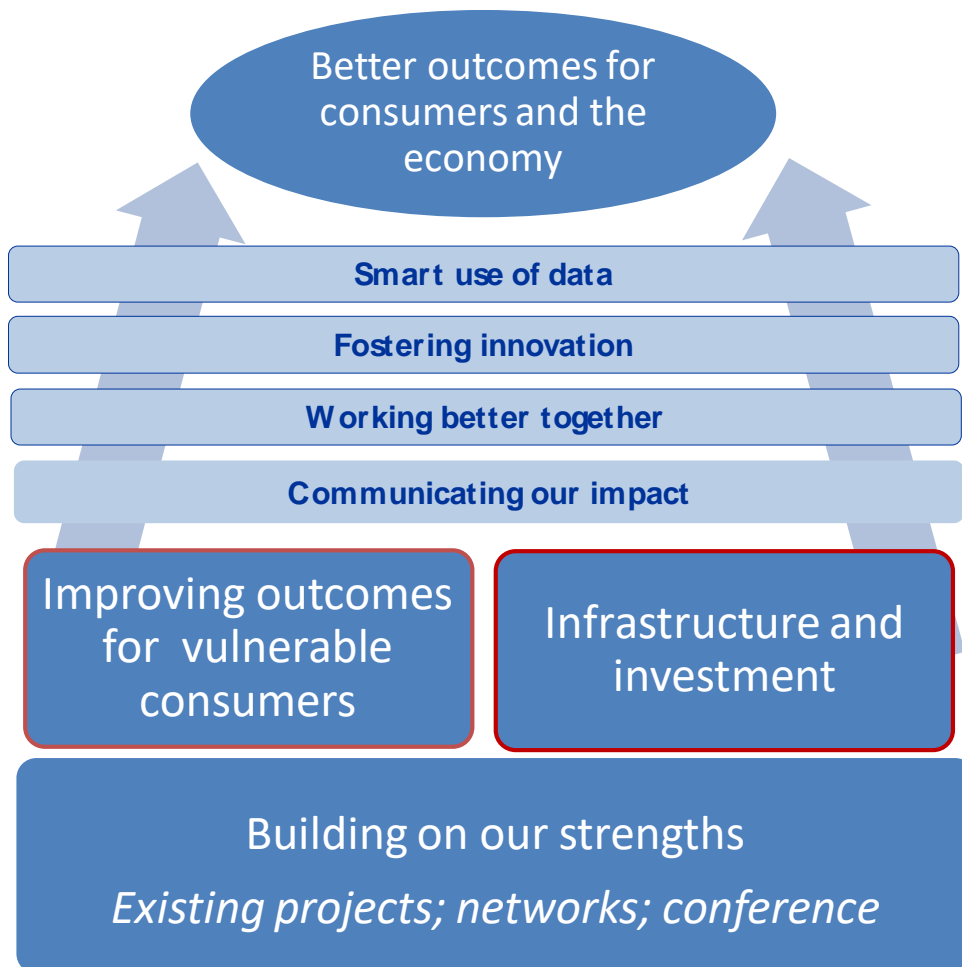 Better outcomes for
consumers and the
economy
Smart use of data
Fostering innovation
Working better together
Communicating our impact
Improving outcomes
for vulnerable
consumers
Infrastructure and
investment
Building on our strengths
Existing projects; networks; conference